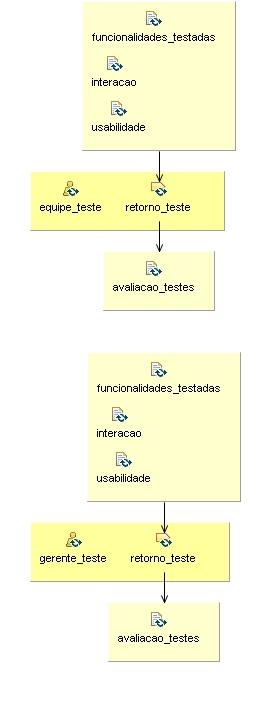 funcionalidades_testadas
interacao
usabilidade
equipe_teste retorno_teste
avaliacao_testes
funcionalidades_testadas
interacao
usabilidade
gerente_teste retorno_teste
avaliacao_testes